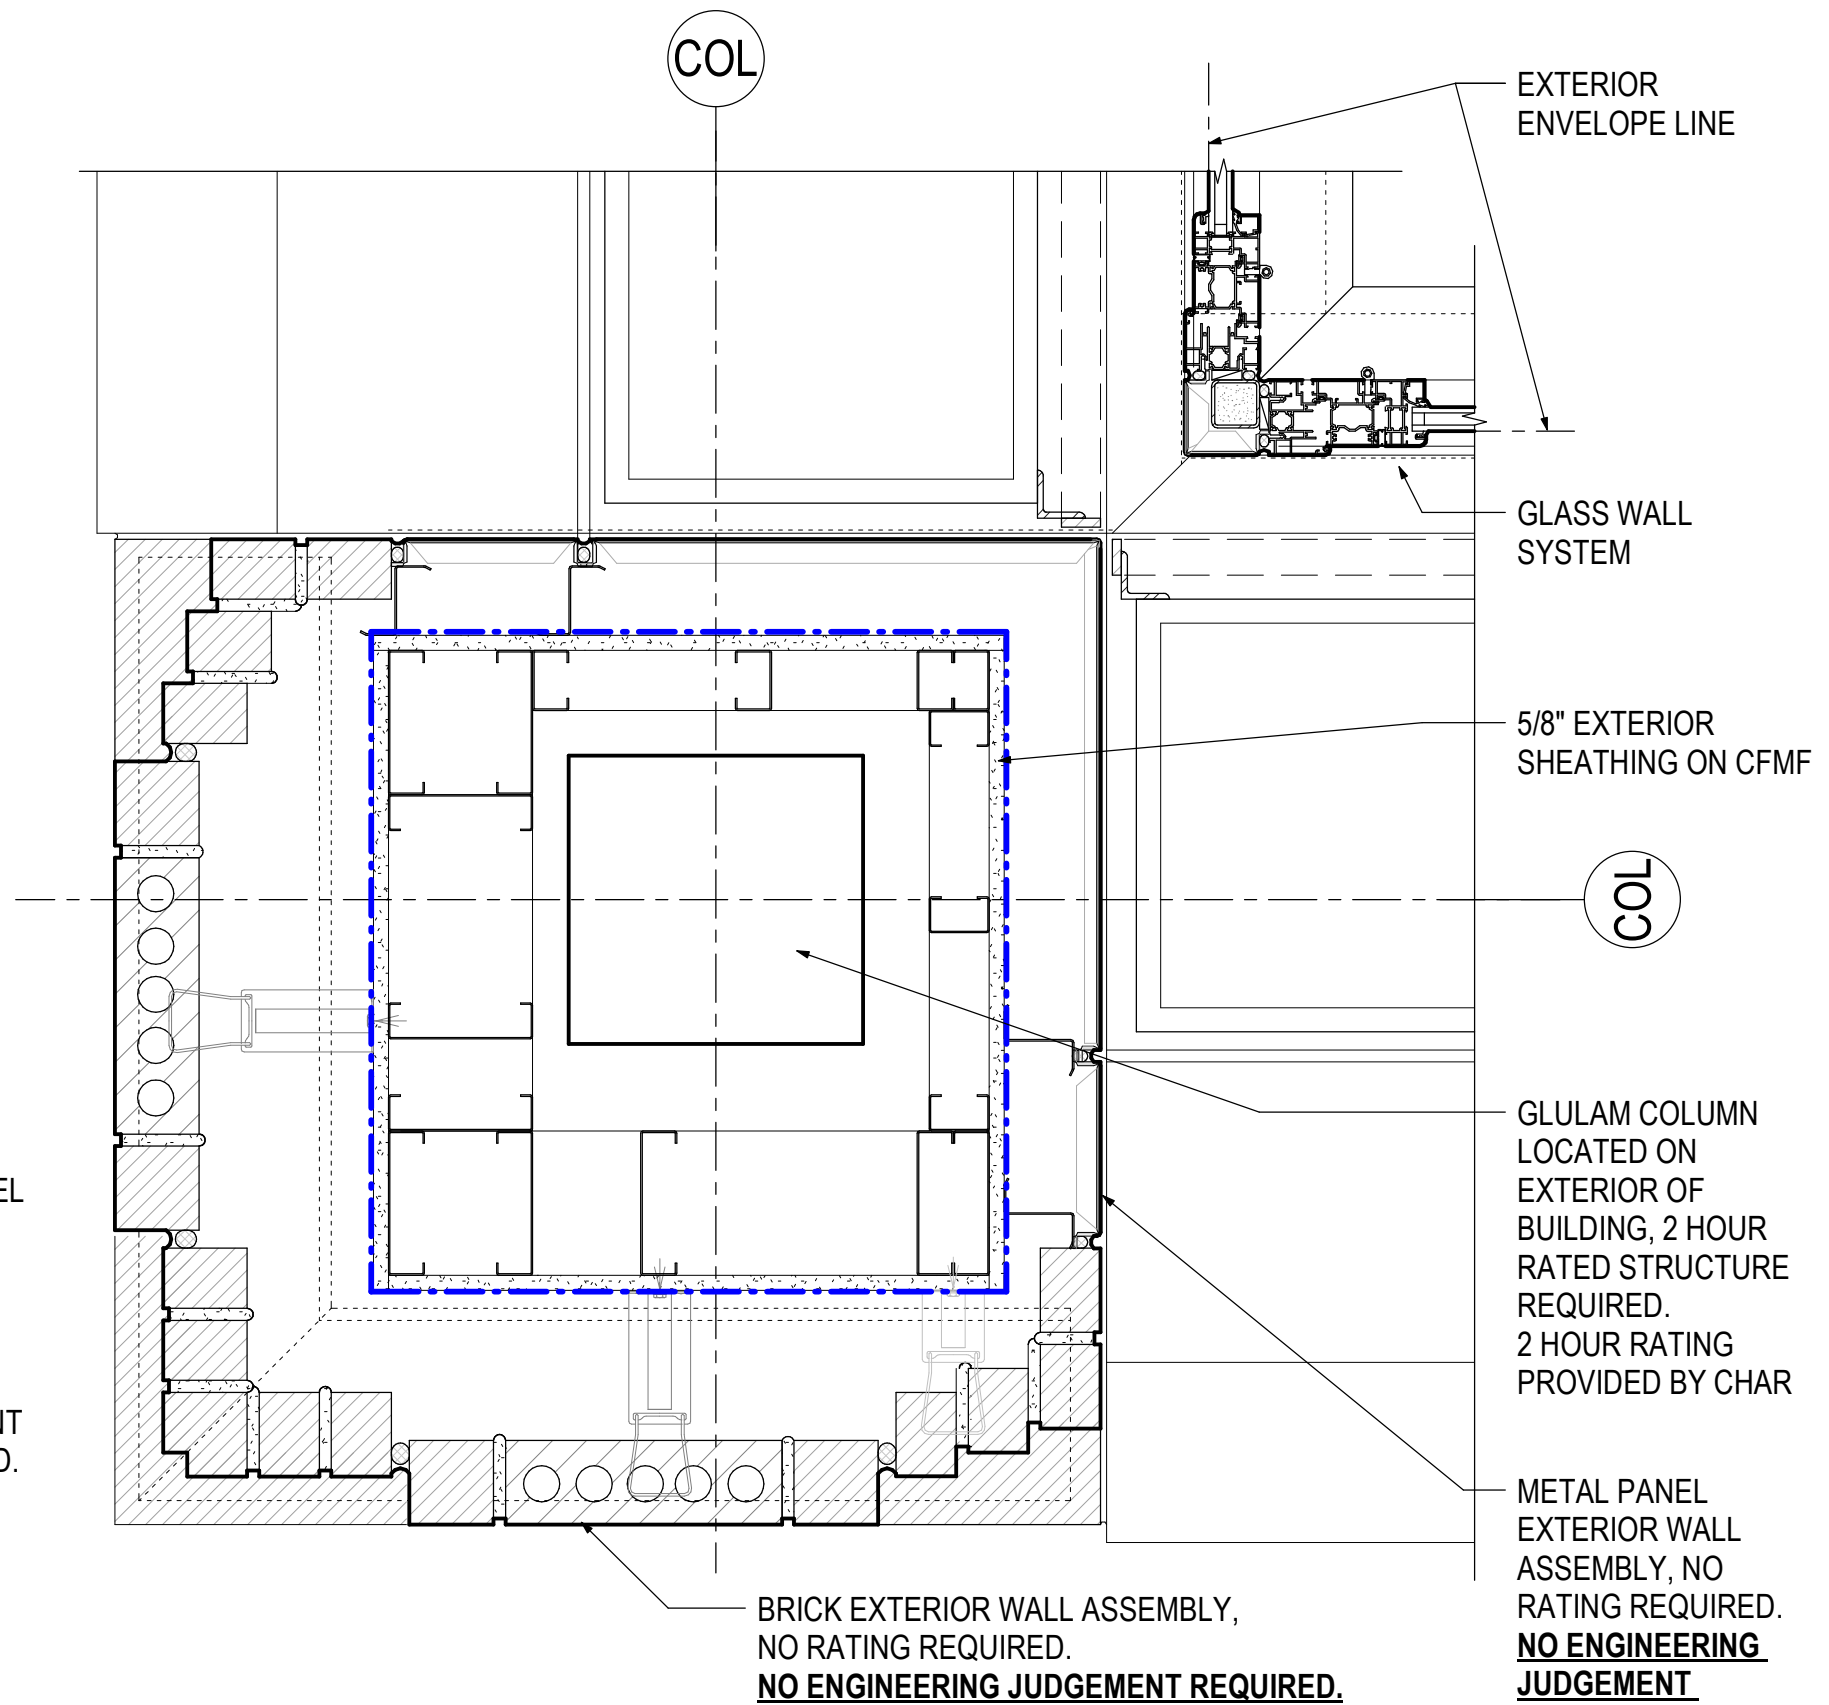 COL
EXTERIOR
ENVELOPE LINE
GLASS WALL
SYSTEM
5/8" EXTERIOR
SHEATHING ON CFMF
COL
GLULAM COLUMN
LOCATED ON
EXTERIOR OF
BUILDING, 2 HOUR
RATED STRUCTURE
REQUIRED.
2 HOUR RATING
PROVIDED BY CHAR
EL
NT
D.
METAL PANEL
EXTERIOR WALL
ASSEMBLY, NO
RATING REQUIRED.
NO ENGINEERING
JUDGEMENT
BRICK EXTERIOR WALL ASSEMBLY,
NO RATING REQUIRED.
NO ENGINEERING JUDGEMENT REQUIRED.